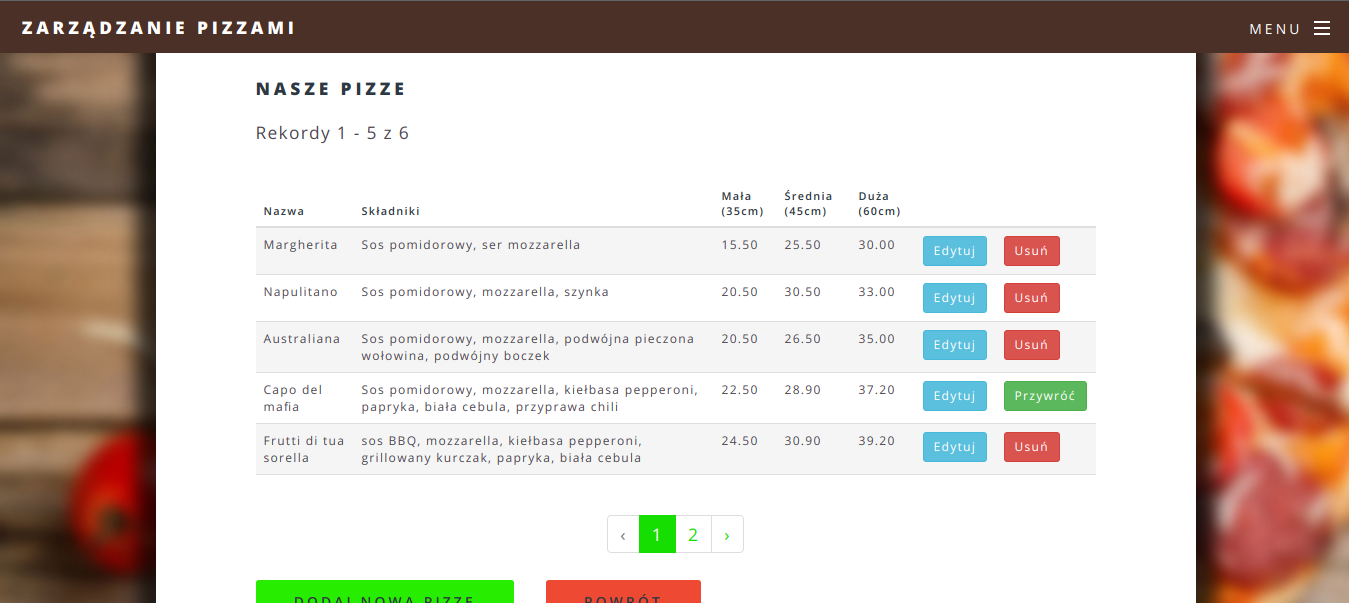 ZARZĄDZANIE PIZZAMI
MENU
NASZE PIZZE
Rekordy 1 - 5 z 6
Nazwa Składniki Mała (35cm) Średnia (45cm) Duża (60cm)
Margherita Sos pomidorowy, ser mozzarella 15.50 25.50 30.00 Edytuj Usuń
Napulitano Sos pomidorowy, mozzarella, szynka 20.50 30.50 33.00 Edytuj Usuń
Australiana Sos pomidorowy, mozzarella, podwójna pieczona 20.50 26.50 35.00 Edytuj Usuń
wołowina, podwójny boczek
Capo del Sos pomidorowy, mozzarella, kiełbasa pepperoni, 22.50 28.90 37.20 Edytuj Przywróć
mafia papryka, biała cebula, przyprawa chili
Frutti di tua sos BBQ, mozzarella, kiełbasa pepperoni, 24.50 30.90 39.20 Edytuj Usuń
sorella grillowany kurczak, papryka, biała cebula
‹ 1 2 ›
DODAJ NOWĄ PIZZĘ POWRÓT